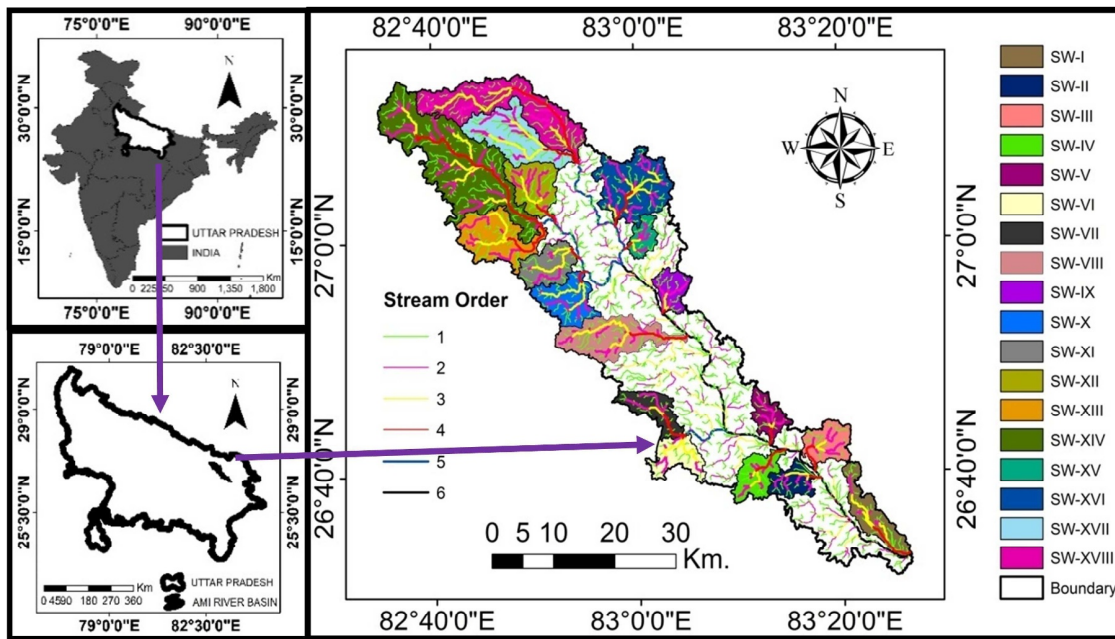 75°0'0"E 90°0'0"E
N
30°0'0"N
15°0'0"N
30°0'0"N
15°0'0"N
UTTAR PRADESH
INDIA
Km
0 225450 900 1,350 1,800
75°0'0"E 90°0'0"E
79°0'0"E 82°30'0"E
N
29°0'0"N
25°30'0"N
29°0'0"N
25°30'0"N
Km
0 4590 180 270 360
UTTAR PRADESH
AMI RIVER BASIN
79°0'0"E 82°30'0"E
82°40'0"E 83°0'0"E 83°20'0"E
N
W E
S
27°0'0"N
26°40'0"N
27°0'0"N
26°40'0"N
Stream Order
1
2
3
4
5
6
0 5 10 20 30
Km.
82°40'0"E 83°0'0"E 83°20'0"E
SW-I
SW-II
SW-III
SW-IV
SW-V
SW-VI
SW-VII
SW-VIII
SW-IX
SW-X
SW-XI
SW-XII
SW-XIII
SW-XIV
SW-XV
SW-XVI
SW-XVII
SW-XVIII
Boundary